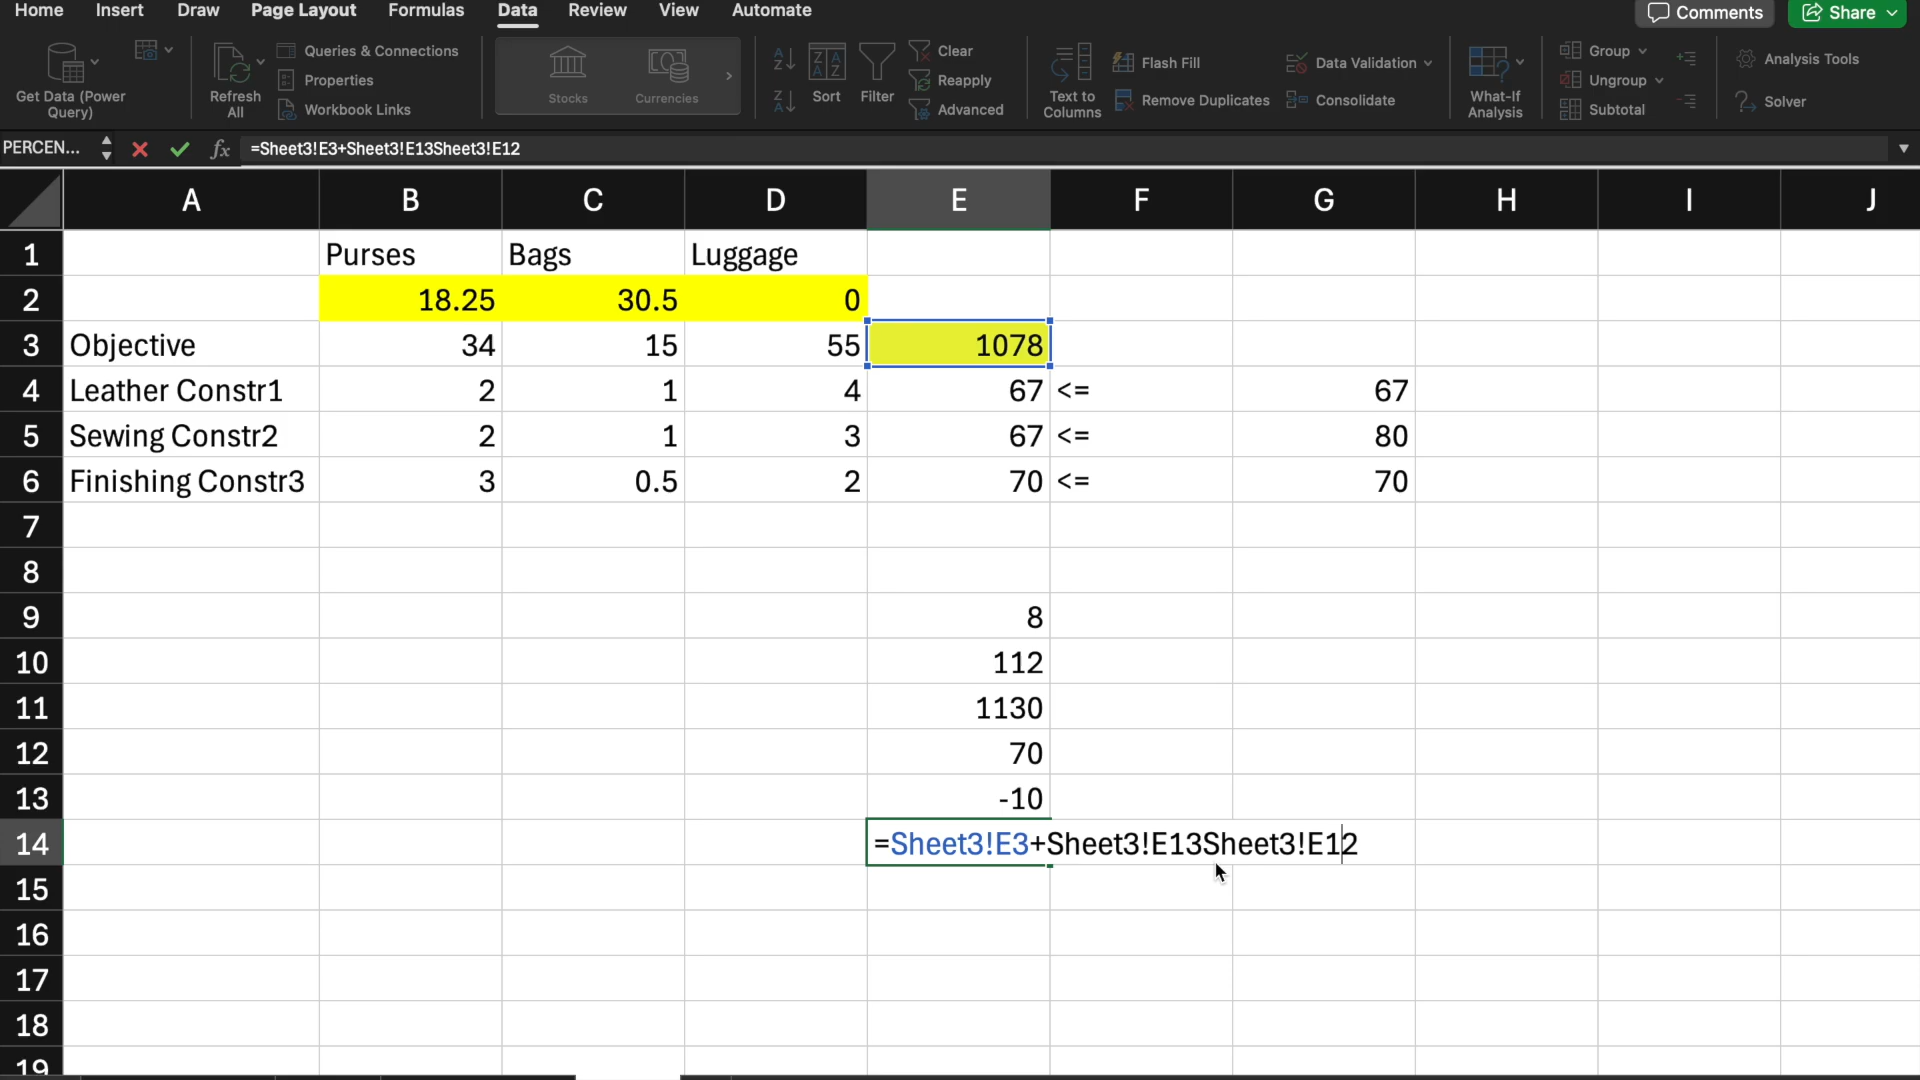 Home Insert Draw Page Layout Formulas Data Review View Automate Comments Share
Get Data (Power Query)
Refresh All
Queries & Connections
Properties
Workbook Links
Stocks
Currencies
Sort
Filter
Clear
Reapply
Advanced
Text to Columns
Flash Fill
Remove Duplicates
Data Validation
Consolidate
What-If Analysis
Group
Ungroup
Subtotal
Analysis Tools
Solver
PERCEN... fx =Sheet3!E3+Sheet3!E13Sheet3!E12
A B C D E F G H I J
1 Purses Bags Luggage
2 18.25 30.5 0
3 Objective 34 15 55 1078
4 Leather Constr1 2 1 4 67 <= 67
5 Sewing Constr2 2 1 3 67 <= 80
6 Finishing Constr3 3 0.5 2 70 <= 70
7
8
9 8
10 112
11 1130
12 70
13 -10
14 =Sheet3!E3+Sheet3!E13Sheet3!E12
15
16
17
18
19